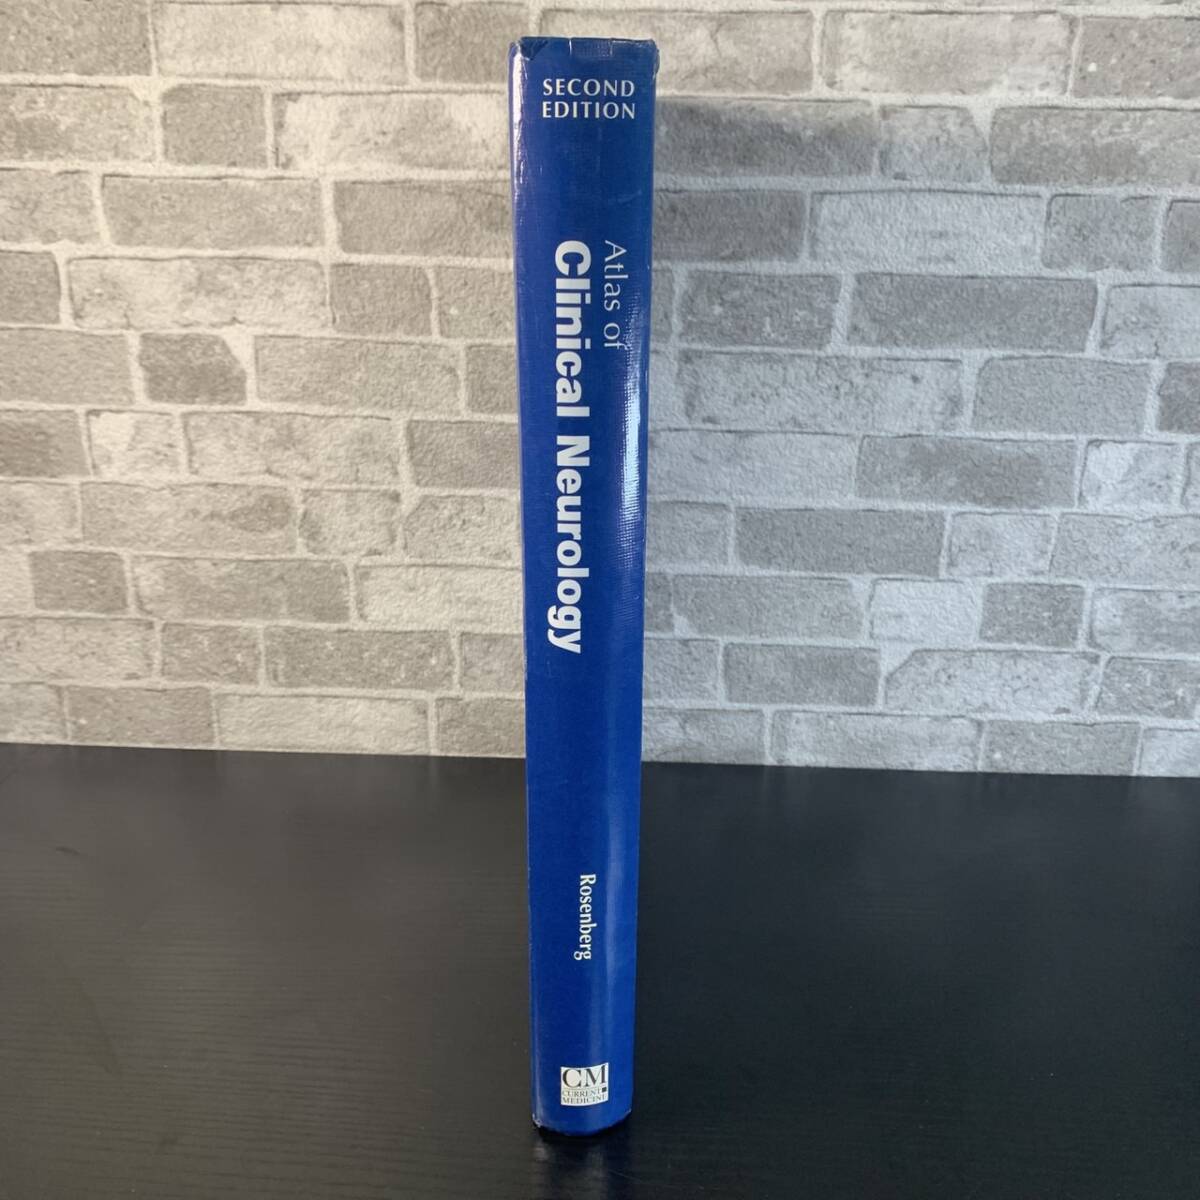 SECOND
EDITION
Atlas of
Clinical Neurology
Rosenberg
CM
CURRENT
MEDICINE